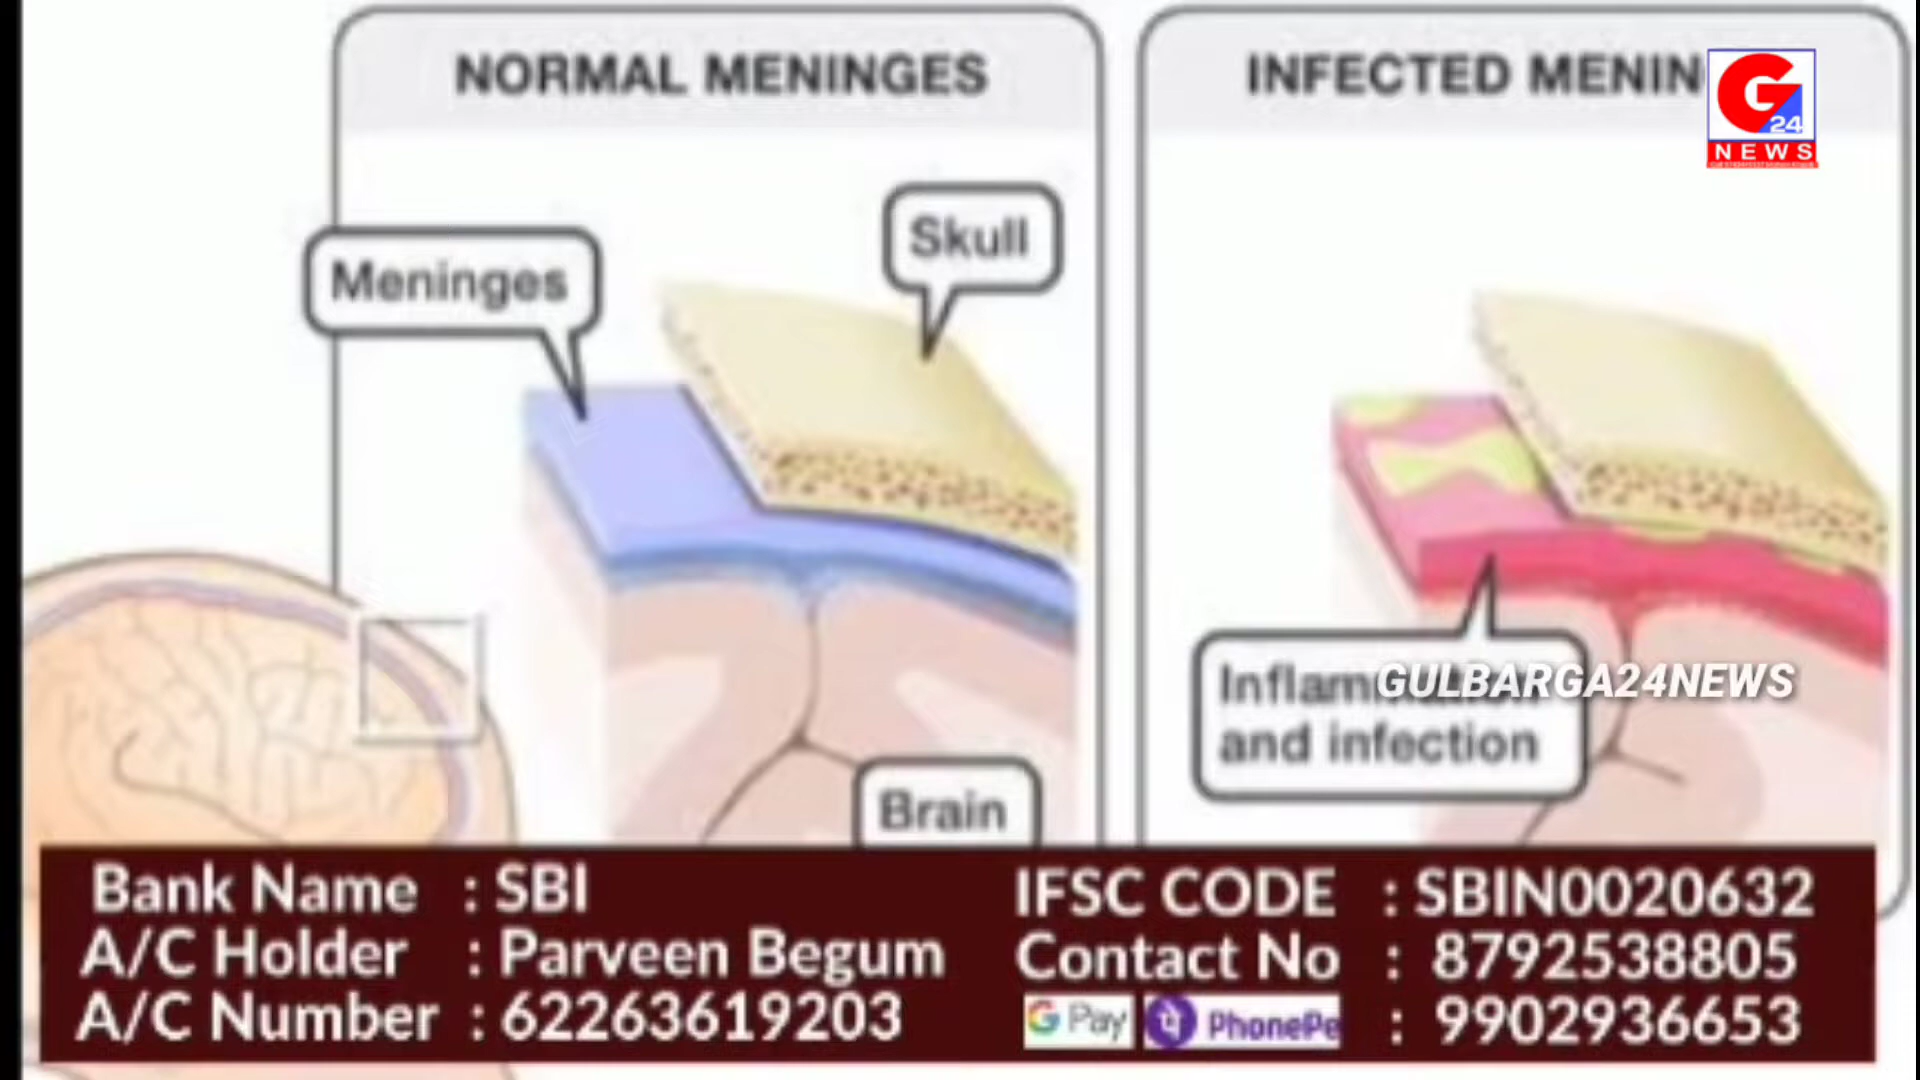 NORMAL MENINGES
INFECTED MENIN
G
24
NEWS
Skull
Meninges
GULBARGA24NEWS
and infection
Brain
Bank Name : SBI
A/C Holder : Parveen Begum
A/C Number : 62263619203
IFSC CODE : SBIN0020632
Contact No : 8792538805
G Pay PhonePe : 9902936653